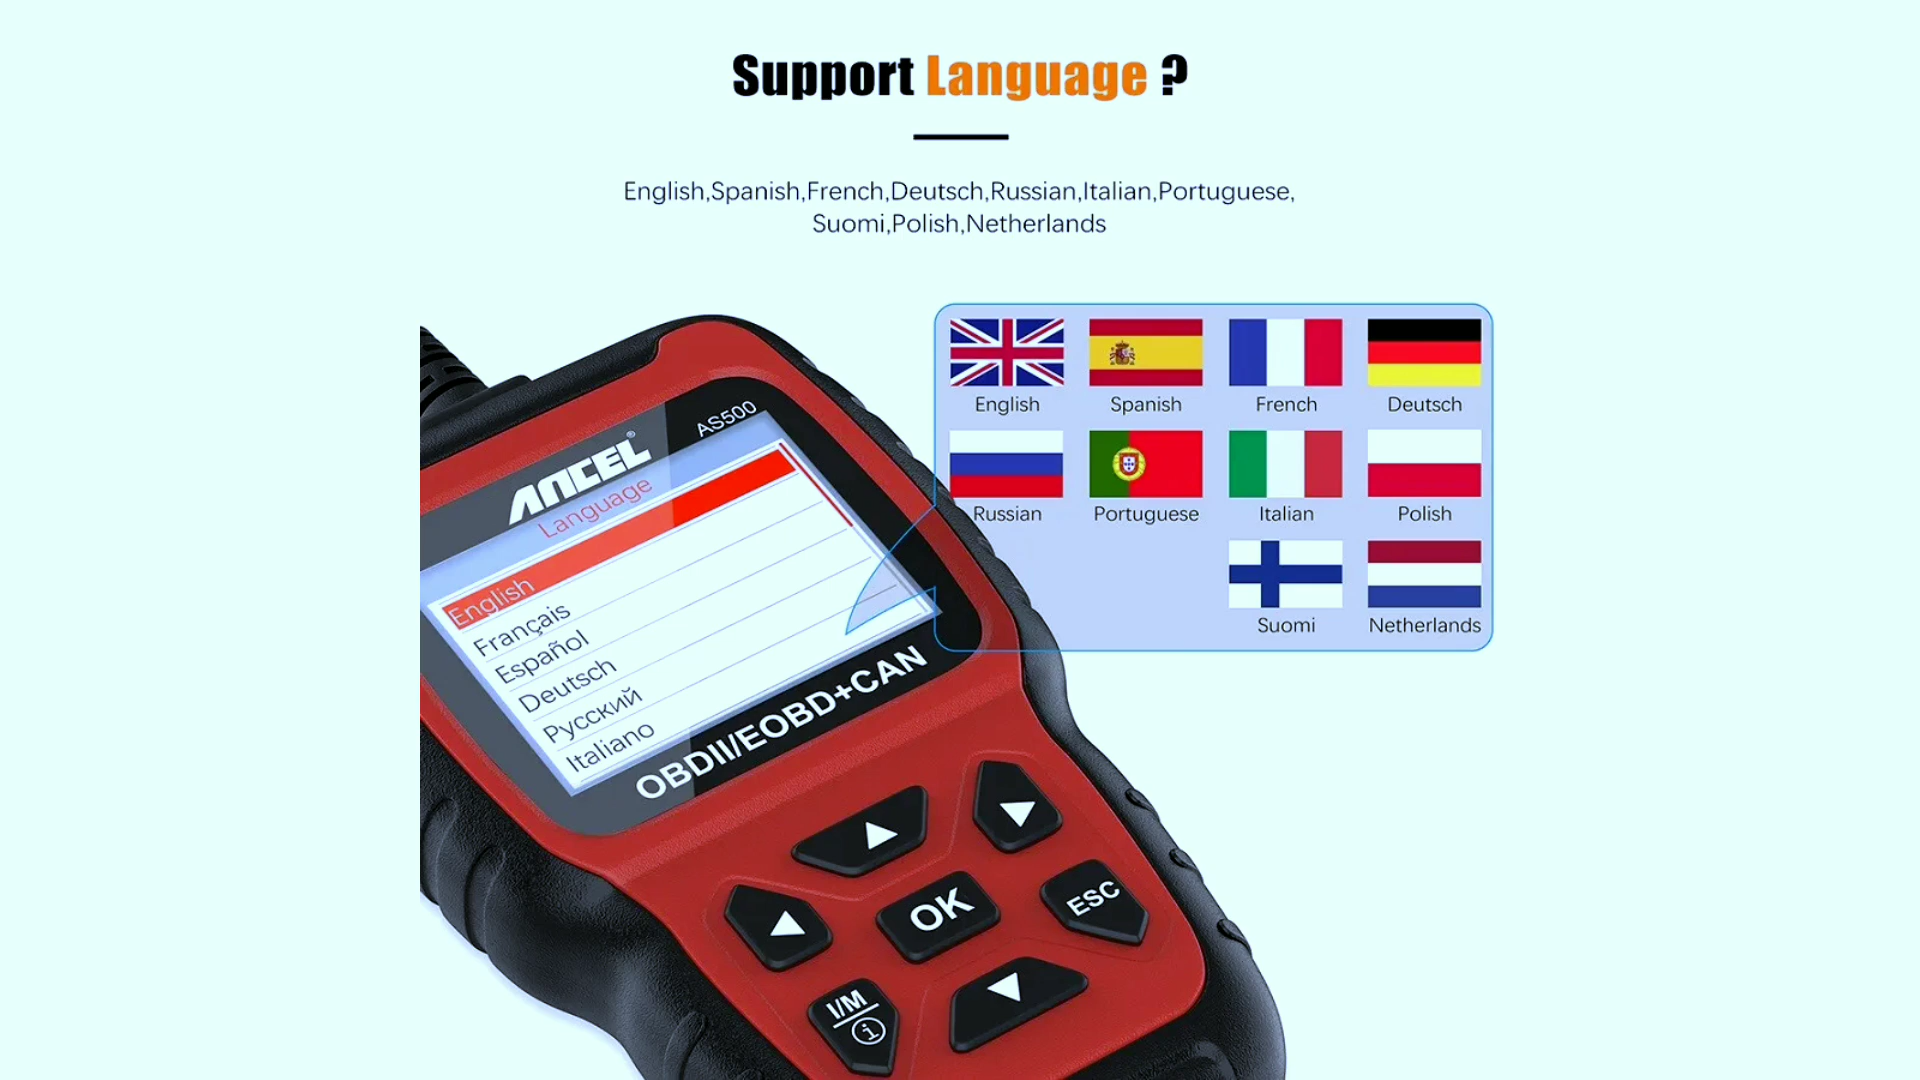 Support Language ?
English,Spanish,French,Deutsch,Russian,Italian,Portuguese,
Suomi,Polish,Netherlands
English Spanish French Deutsch
Russian Portuguese Italian Polish
Suomi Netherlands
AS500
ANCEL®
Language
English
Français
Español
Deutsch
Русский
Italiano
OBDII/EOBD+CAN
OK
ESC
I/M
i